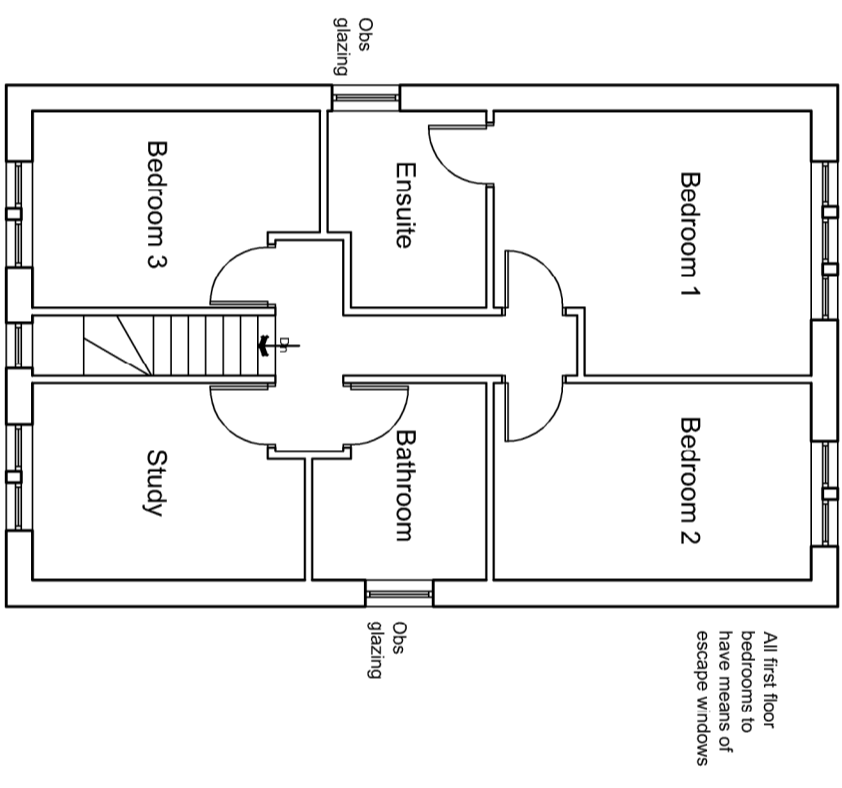 All first floor
bedrooms to
have means of
escape windows
Bedroom 1
Bedroom 2
Obs
glazing
Ensuite
Bathroom
Obs
glazing
Dn
Bedroom 3
Study